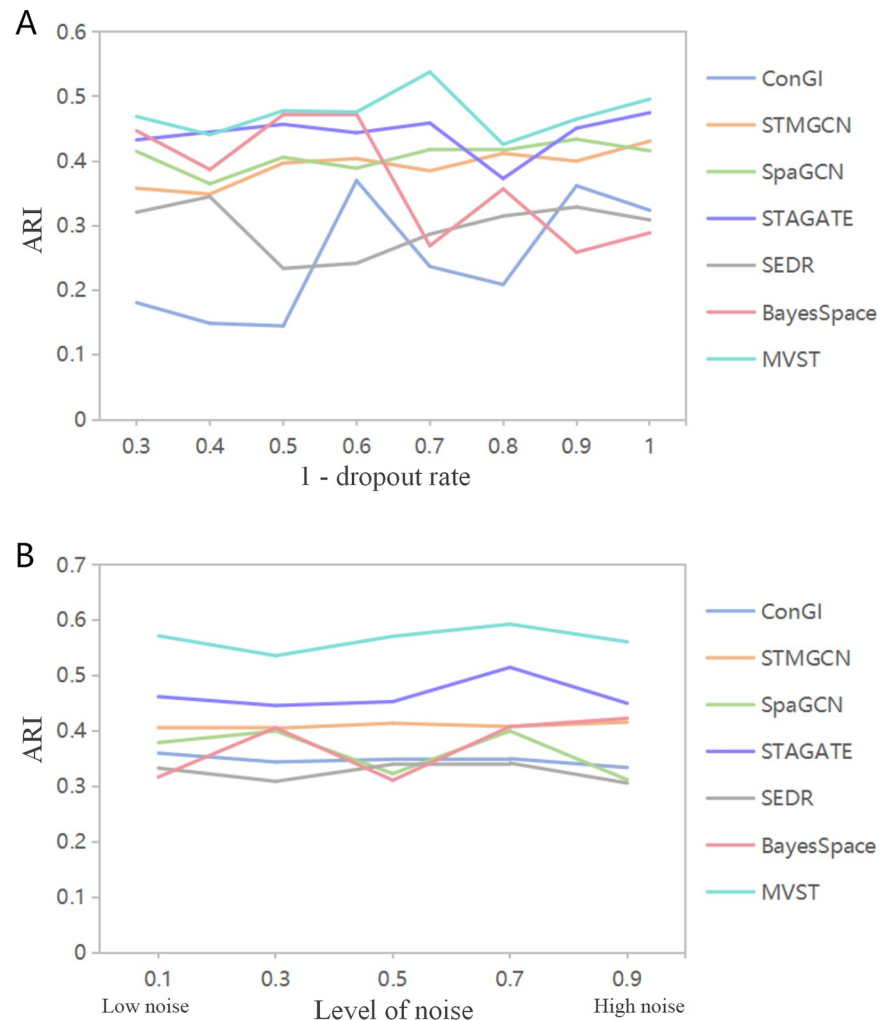 A
0.6
0.5
0.4
0.3
0.2
0.1
0
ARI
0.3 0.4 0.5 0.6 0.7 0.8 0.9 1
1 - dropout rate
ConGI
STMGCN
SpaGCN
STAGATE
SEDR
BayesSpace
MVST
B
0.7
0.6
0.5
0.4
0.3
0.2
0.1
0
ARI
0.1 0.3 0.5 0.7 0.9
Low noise Level of noise High noise
ConGI
STMGCN
SpaGCN
STAGATE
SEDR
BayesSpace
MVST